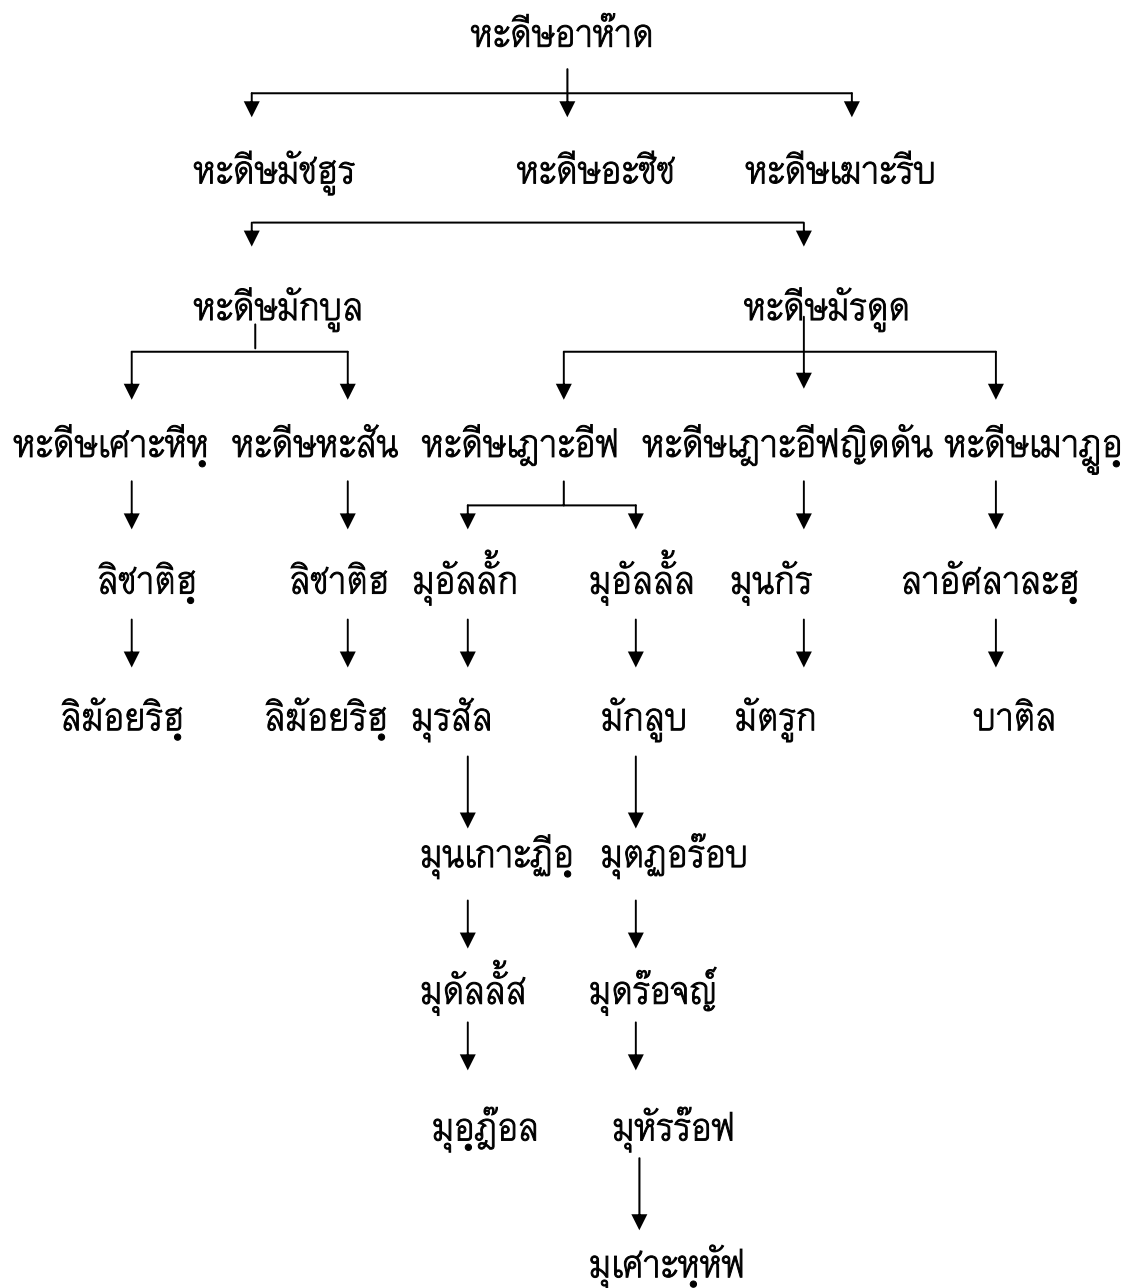 หะดีษอาห๊าด
หะดีษมัชฮูร หะดีษอะซีซ หะดีษเฆาะรีบ
หะดีษมักบูล หะดีษมัรดูด
หะดีษเศาะหีหฺ หะดีษหะสัน หะดีษเฎาะอีฟ หะดีษเฎาะอีฟญิดดัน หะดีษเมาฎูอฺ
ลิซาติฮฺ ลิซาติฮ มุอัลลั้ก มุอัลลั้ล มุนกัร ลาอัศลาละฮฺ
ลิฆัอยริฮฺ ลิฆัอยริฮฺ มุรสัล มักลูบ มัตรูก บาติล
มุนเกาะฏีอฺ มุตฏอร๊อบ
มุดัลลั้ส มุดร๊อจญ์
มุอฺฎ๊อล มุหัรร๊อฟ
มุเศาะหฺหัฟ